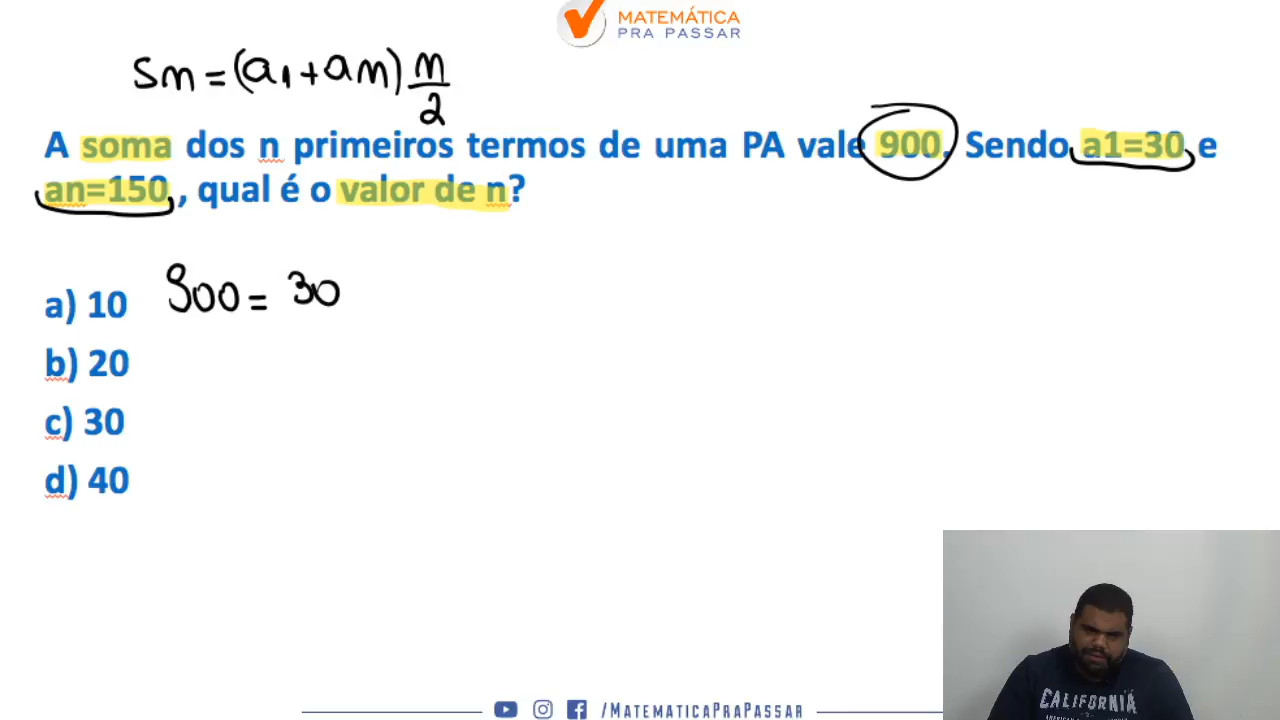 MATEMÁTICA
PRA PASSAR
Sn = (a1 + an) n/2
A soma dos n primeiros termos de uma PA vale 900. Sendo a1=30 e
an=150 , qual é o valor de n?
a) 10
900 = 30
b) 20
c) 30
d) 40
CALIFORNIA
/MATEMATICAPRAPASSAR